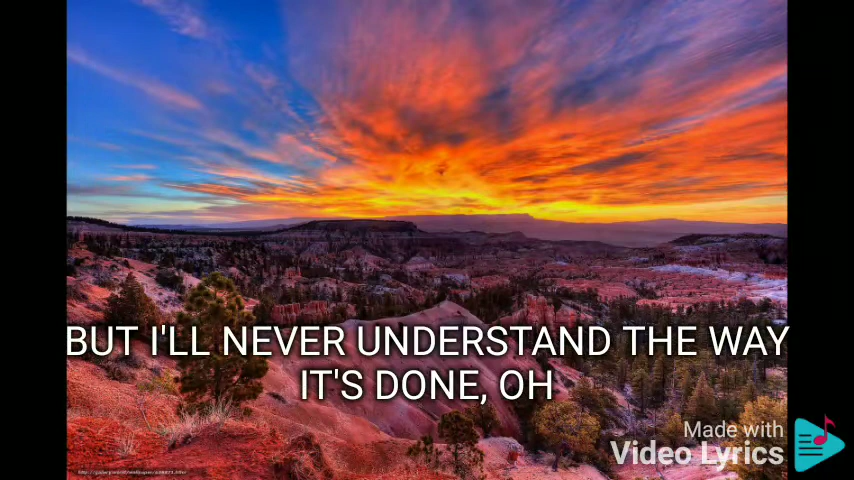 BUT I'LL NEVER UNDERSTAND THE WAY
IT'S DONE, OH
Made with
Video Lyrics